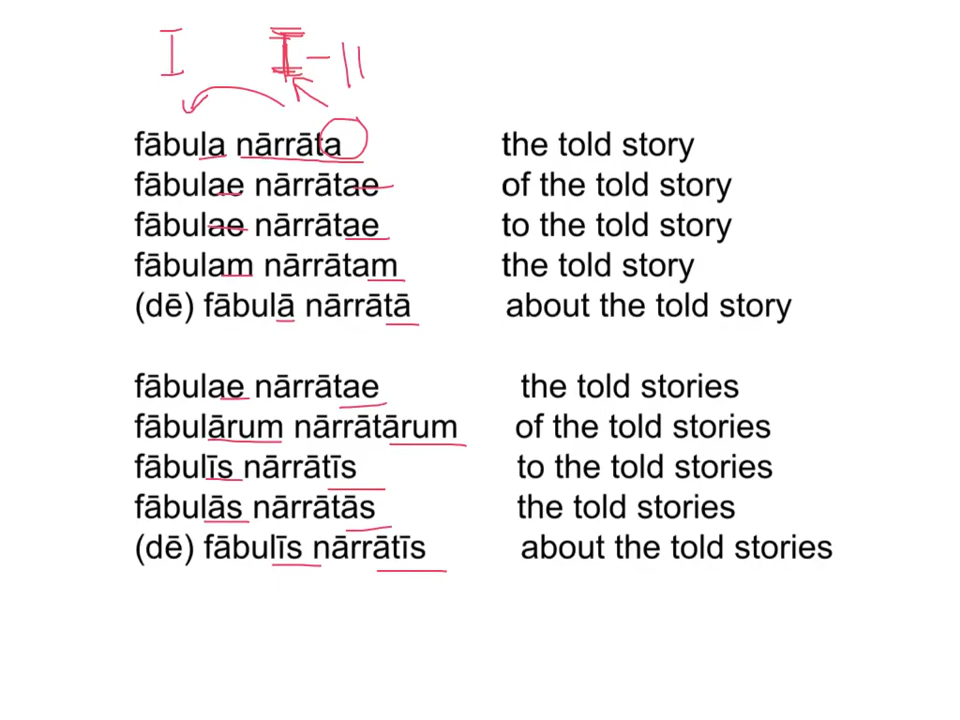 I I - II
fābula nārrāta the told story
fābulae nārrātae of the told story
fābulae nārrātae to the told story
fābulam nārrātam the told story
(dē) fābulā nārrātā about the told story
fābulae nārrātae the told stories
fābulārum nārrātārum of the told stories
fābulīs nārrātīs to the told stories
fābulās nārrātās the told stories
(dē) fābulīs nārrātīs about the told stories